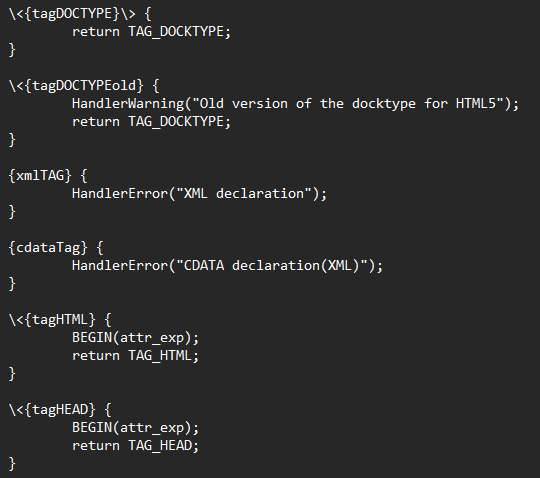 \<{tagDOCTYPE}\> {
return TAG_DOCKTYPE;
}
\<{tagDOCTYPEold} {
HandlerWarning("Old version of the docktype for HTML5");
return TAG_DOCKTYPE;
}
{xmlTAG} {
HandlerError("XML declaration");
}
{cdataTag} {
HandlerError("CDATA declaration(XML)");
}
\<{tagHTML} {
BEGIN(attr_exp);
return TAG_HTML;
}
\<{tagHEAD} {
BEGIN(attr_exp);
return TAG_HEAD;
}